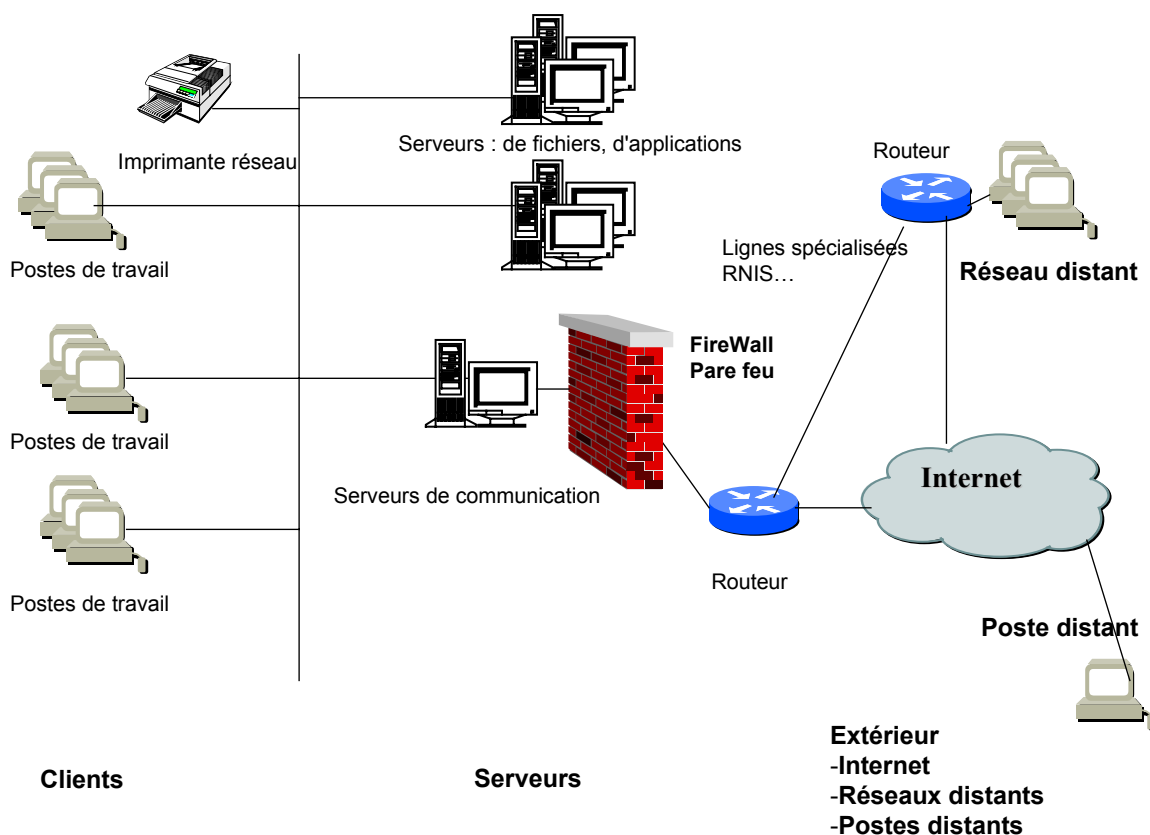 Imprimante réseau
Serveurs : de fichiers, d'applications
Routeur
Postes de travail
Lignes spécialisées
RNIS…
Réseau distant
FireWall
Pare feu
Postes de travail
Internet
Serveurs de communication
Routeur
Postes de travail
Poste distant
Clients
Serveurs
Extérieur
-Internet
-Réseaux distants
-Postes distants